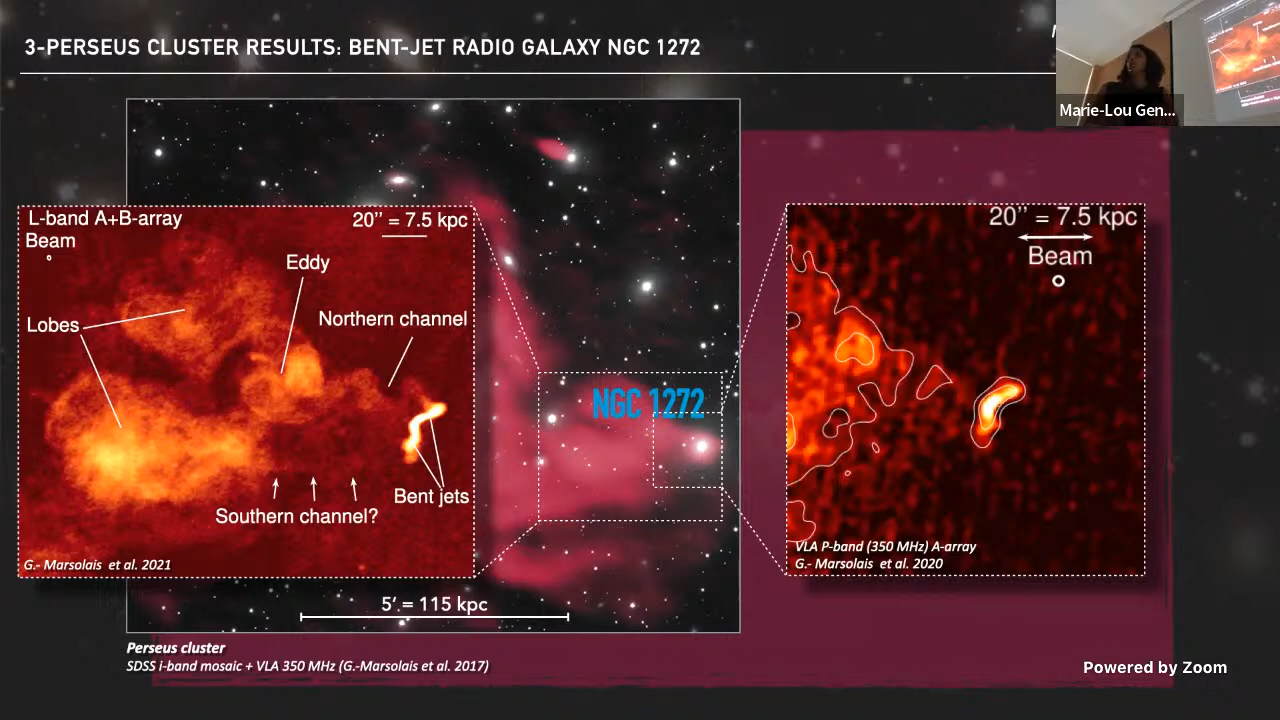 3-PERSEUS CLUSTER RESULTS: BENT-JET RADIO GALAXY NGC 1272
Marie-Lou Gen...
L-band A+B-array
20’’ = 7.5 kpc
Beam
Eddy
Lobes
Northern channel
Bent jets
Southern channel?
G.- Marsolais et al. 2021
NGC 1272
20’’ = 7.5 kpc
Beam
VLA P-band (350 MHz) A-array
G.- Marsolais et al. 2020
5’ = 115 kpc
Perseus cluster
SDSS i-band mosaic + VLA 350 MHz (G.-Marsolais et al. 2017)
Powered by Zoom